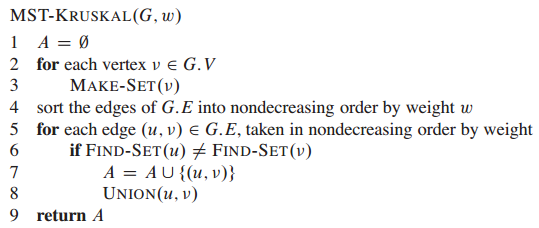 MST-KRUSKAL(G, w)
1 A = ∅
2 for each vertex v ∈ G.V
3 MAKE-SET(v)
4 sort the edges of G.E into nondecreasing order by weight w
5 for each edge (u, v) ∈ G.E, taken in nondecreasing order by weight
6 if FIND-SET(u) ≠ FIND-SET(v)
7 A = A ∪ {(u, v)}
8 UNION(u, v)
9 return A